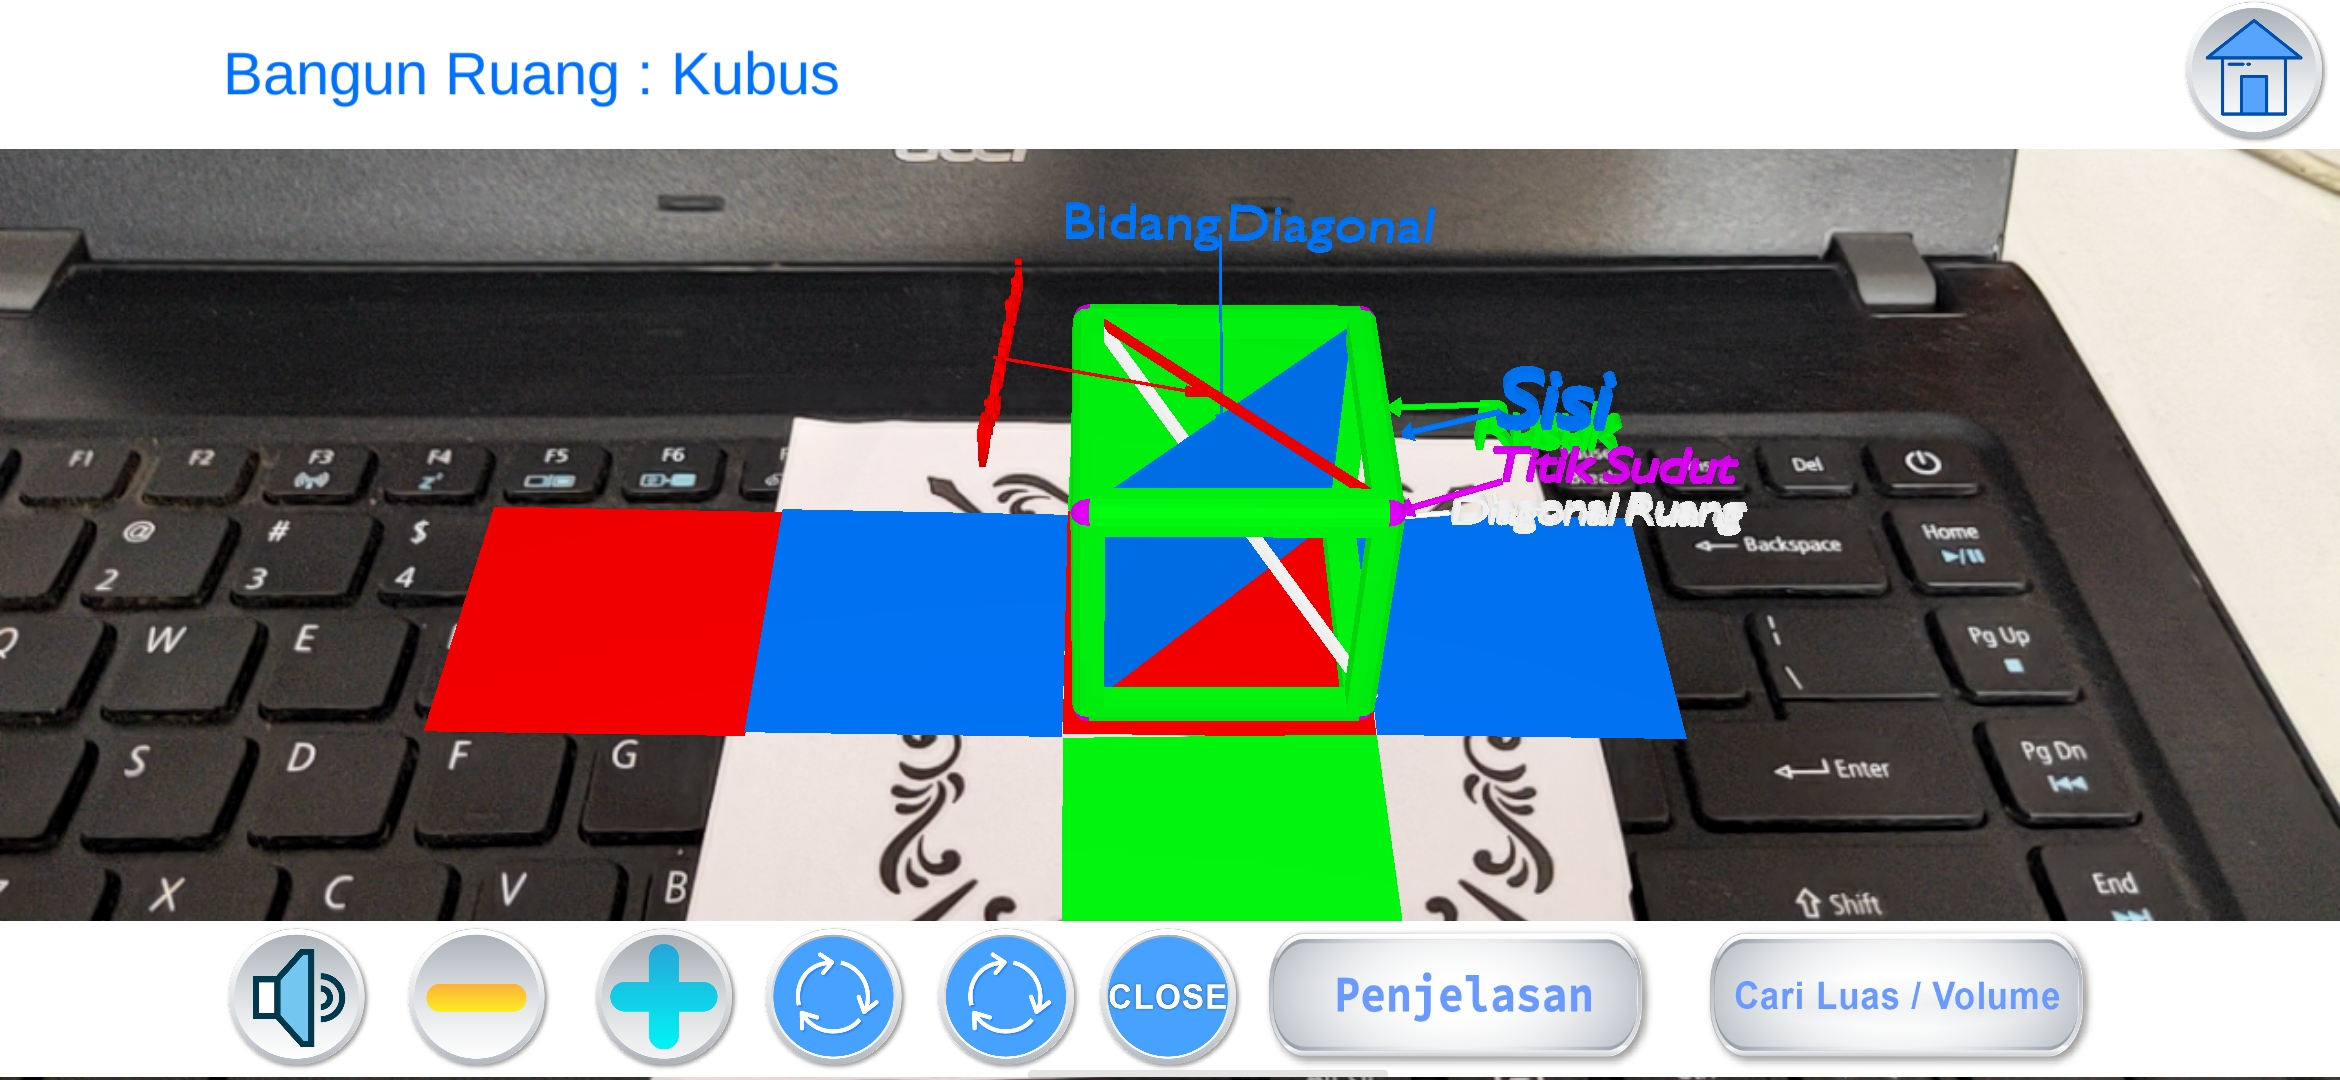 Bangun Ruang : Kubus
acer
Bidang Diagonal
Sisi
Titik Sudut
Diagonal Ruang
F1 F2 F3 F4 F5 F6 Del
@ # $
2 3 4 Backspace Home
W E Pg Up
S D F G Enter Pg Dn
X C V B Shift End
CLOSE Penjelasan Cari Luas / Volume